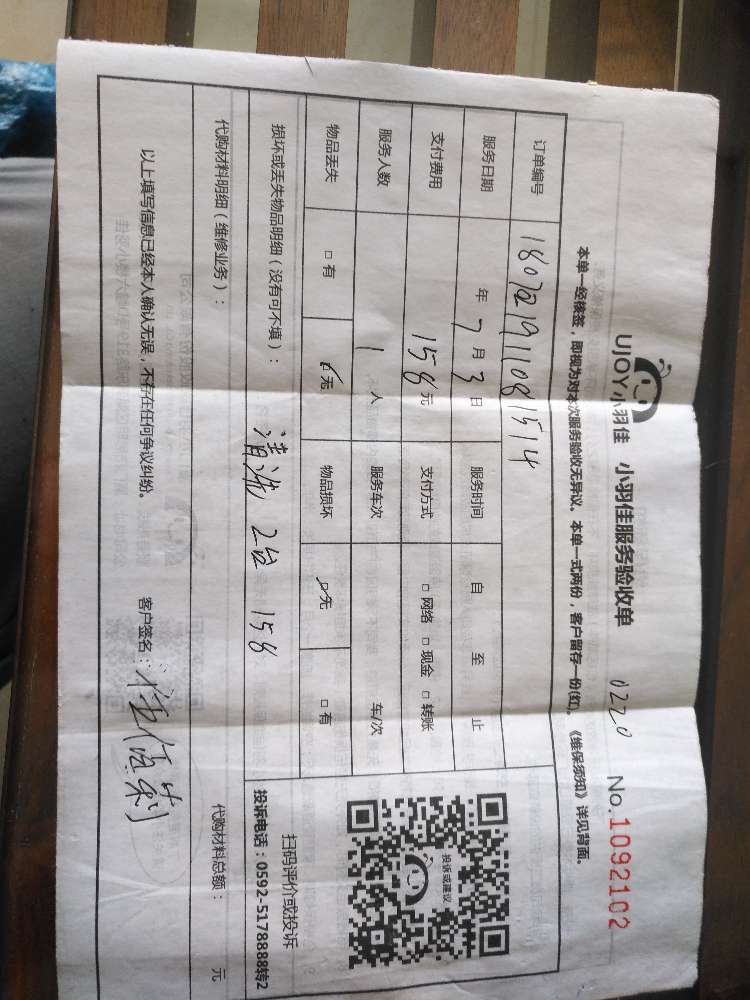 UJOY小羽佳 小羽佳服务验收单 0220 No.1092102
本单一经核签，即视为对本次服务验收无异议。本单一式两份，客户留存一份(红)。《维保须知》详见背面。
订单编号
服务日期 年 7 月 3 日 服务时间 自 至 止
支付费用 158 元 支付方式 □ 网络 □ 现金 □ 转账
服务人数 1 人 服务车次 车/次
物品丢失 □ 有 无 物品损坏 无 □ 有
损坏或丢失物品明细（没有可不填）： 清洗 2台 158
代购材料明细（维修业务）： 代购材料总额： 元
以上填写信息已经本人确认无误，不存在任何争议纠纷。 客户签名：
投诉或建议
扫码评价或投诉
投诉电话：0592-5178888转2